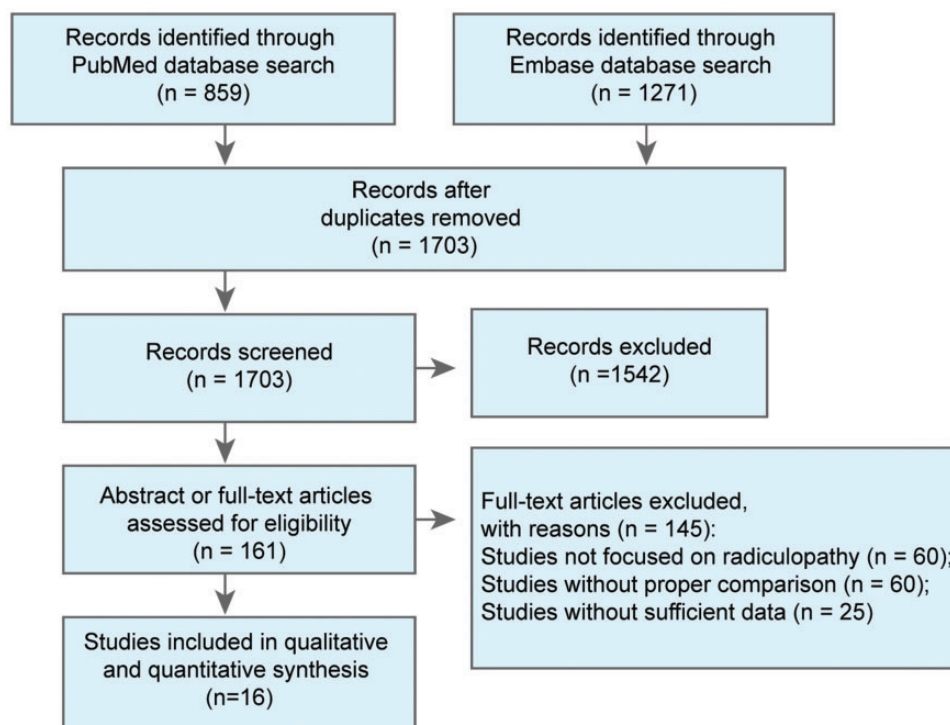 Records identified through
PubMed database search
(n = 859)
Records identified through
Embase database search
(n = 1271)
Records after
duplicates removed
(n = 1703)
Records screened
(n = 1703)
Records excluded
(n =1542)
Abstract or full-text articles
assessed for eligibility
(n = 161)
Full-text articles excluded,
with reasons (n = 145):
Studies not focused on radiculopathy (n = 60);
Studies without proper comparison (n = 60);
Studies without sufficient data (n = 25)
Studies included in qualitative
and quantitative synthesis
(n=16)